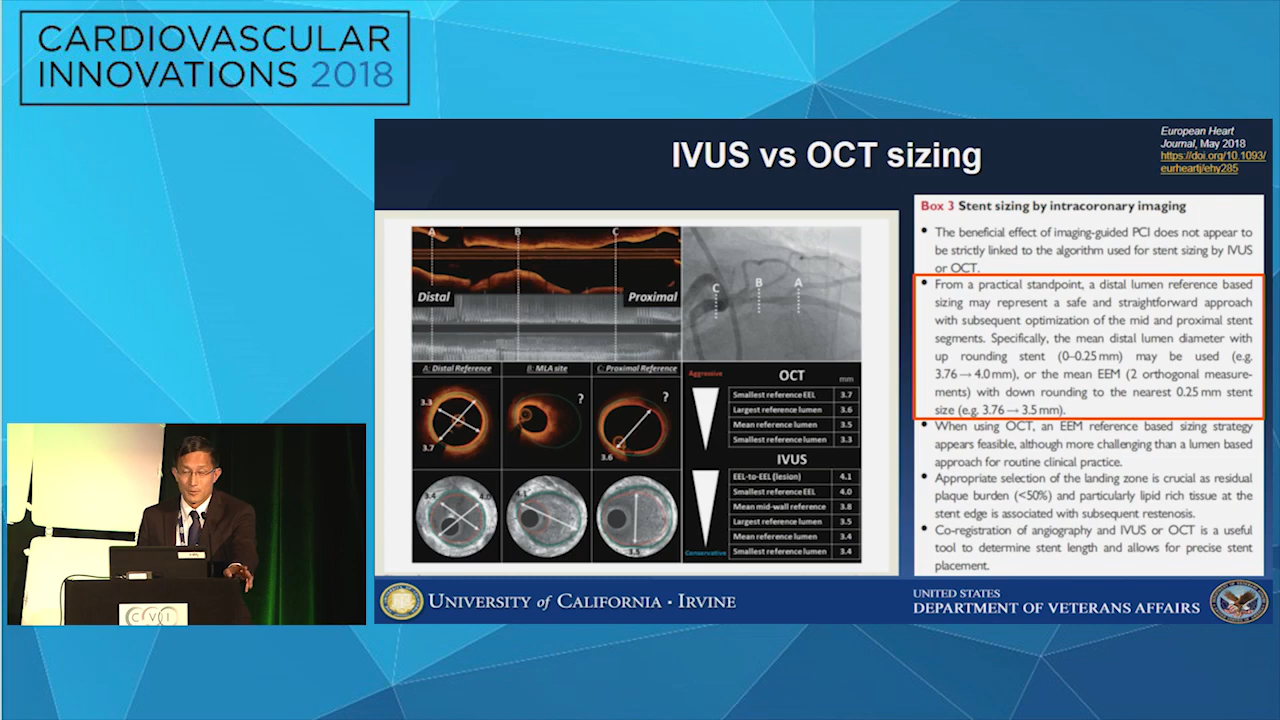 CARDIOVASCULAR
INNOVATIONS 2018
IVUS vs OCT sizing
European Heart
Journal, May 2018
https://doi.org/10.1093/
eurheartj/ehy285
A
B
C
Distal
Proximal
C
B
A
A: Distal Reference
B: MLA site
C: Proximal Reference
3.3
3.7
?
?
3.6
3.4
4.0
4.1
3.5
Aggressive
OCT
mm
Smallest reference EEL 3.7
Largest reference lumen 3.6
Mean reference lumen 3.5
Smallest reference lumen 3.3
IVUS
EEL-to-EEL (lesion) 4.1
Smallest reference EEL 4.0
Mean mid-wall reference 3.8
Largest reference lumen 3.5
Mean reference lumen 3.4
Smallest reference lumen 3.4
Conservative
Box 3 Stent sizing by intracoronary imaging
• The beneficial effect of imaging-guided PCI does not appear to
be strictly linked to the algorithm used for stent sizing by IVUS
or OCT.
• From a practical standpoint, a distal lumen reference based
sizing may represent a safe and straightforward approach
with subsequent optimization of the mid and proximal stent
segments. Specifically, the mean distal lumen diameter with
up rounding stent (0–0.25 mm) may be used (e.g.
3.76 → 4.0 mm), or the mean EEM (2 orthogonal measure-
ments) with down rounding to the nearest 0.25 mm stent
size (e.g. 3.76 → 3.5 mm).
• When using OCT, an EEM reference based sizing strategy
appears feasible, although more challenging than a lumen based
approach for routine clinical practice.
• Appropriate selection of the landing zone is crucial as residual
plaque burden (<50%) and particularly lipid rich tissue at the
stent edge is associated with subsequent restenosis.
• Co-registration of angiography and IVUS or OCT is a useful
tool to determine stent length and allows for precise stent
placement.
CVII
UNIVERSITY of CALIFORNIA • IRVINE
UNITED STATES
DEPARTMENT OF VETERANS AFFAIRS